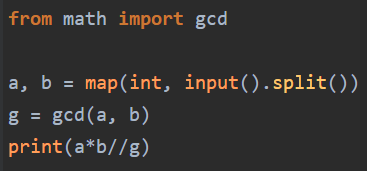 from math import gcd
a, b = map(int, input().split())
g = gcd(a, b)
print(a*b//g)